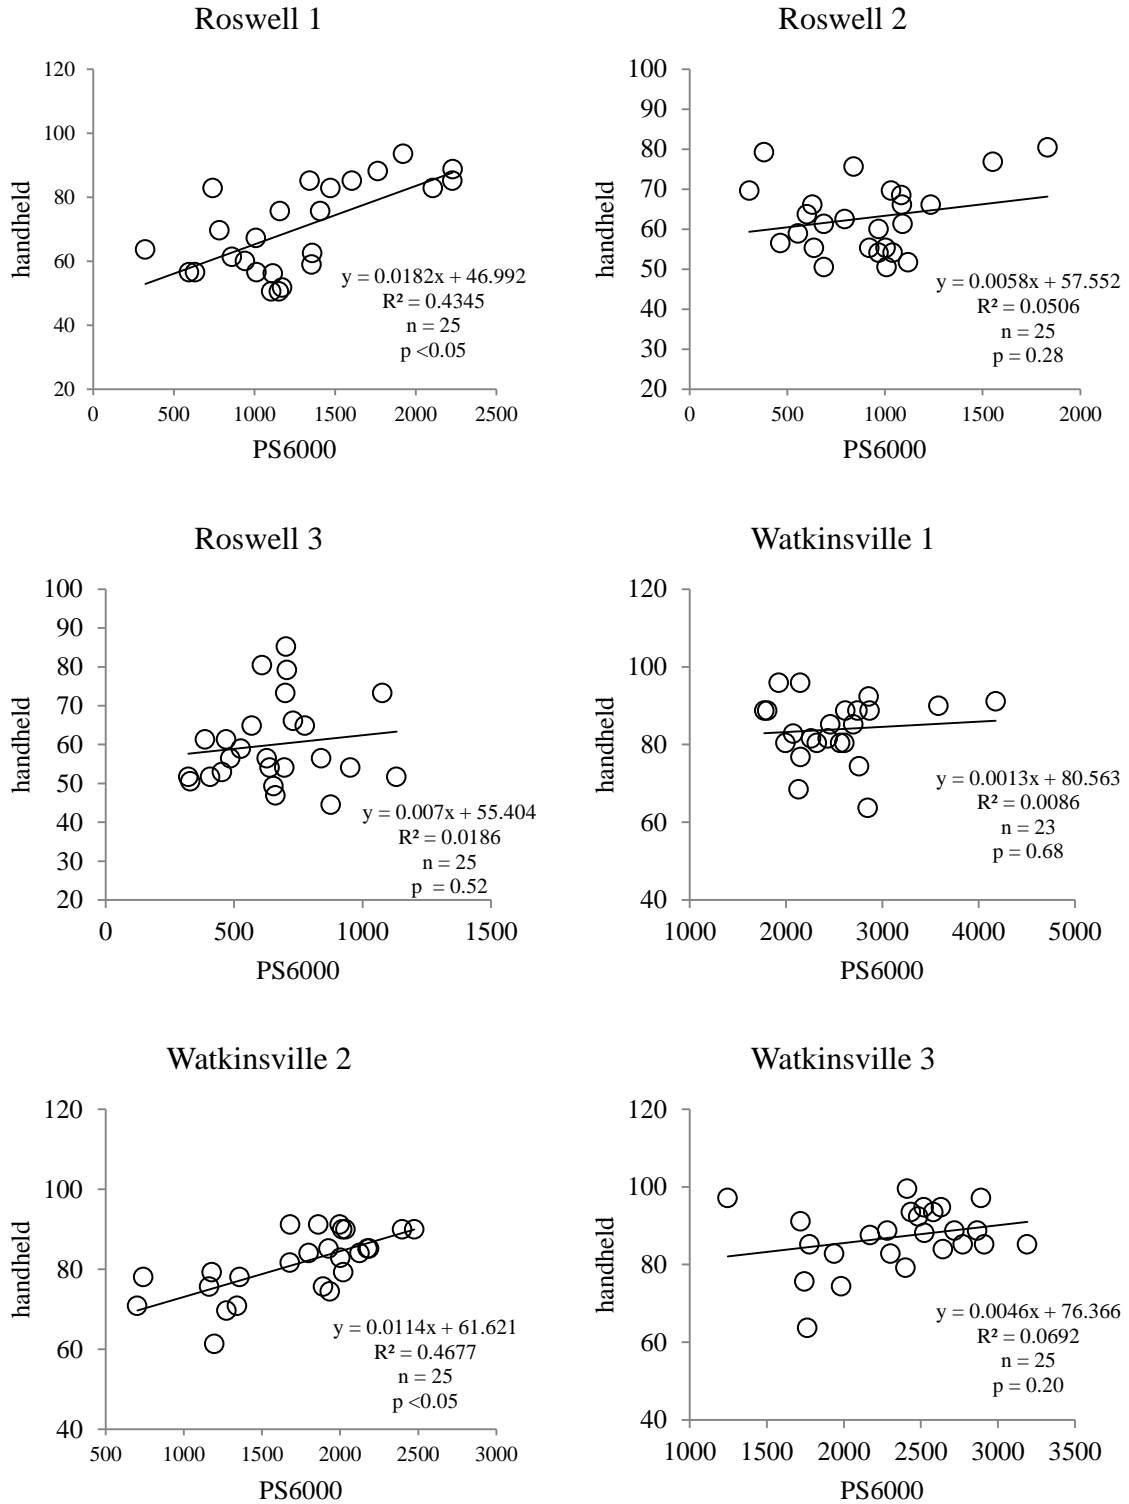 Roswell 1
120
100
80
60
40
20
handheld
y = 0.0182x + 46.992
R² = 0.4345
n = 25
p <0.05
0 500 1000 1500 2000 2500
PS6000
Roswell 2
100
90
80
70
60
50
40
30
20
handheld
y = 0.0058x + 57.552
R² = 0.0506
n = 25
p = 0.28
0 500 1000 1500 2000
PS6000
Roswell 3
100
90
80
70
60
50
40
30
20
handheld
y = 0.007x + 55.404
R² = 0.0186
n = 25
p = 0.52
0 500 1000 1500
PS6000
Watkinsville 1
120
100
80
60
40
handheld
y = 0.0013x + 80.563
R² = 0.0086
n = 23
p = 0.68
1000 2000 3000 4000 5000
PS6000
Watkinsville 2
120
100
80
60
40
handheld
y = 0.0114x + 61.621
R² = 0.4677
n = 25
p <0.05
500 1000 1500 2000 2500 3000
PS6000
Watkinsville 3
120
100
80
60
40
handheld
y = 0.0046x + 76.366
R² = 0.0692
n = 25
p = 0.20
1000 1500 2000 2500 3000 3500
PS6000